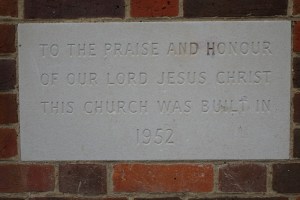 TO THE PRAISE AND HONOUR
OF OUR LORD JESUS CHRIST
THIS CHURCH WAS BUILT IN
1952